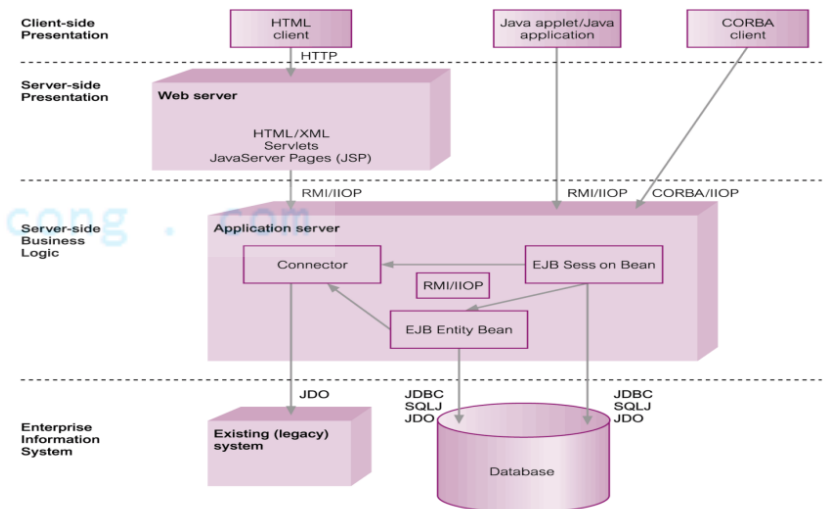 Client-side
Presentation
HTML
client
Java applet/Java
application
CORBA
client
HTTP
Server-side
Presentation
Web server
HTML/XML
Servlets
JavaServer Pages (JSP)
RMI/IIOP
RMI/IIOP
CORBA/IIOP
cong . com
Server-side
Business
Logic
Application server
Connector
EJB Sess on Bean
RMI/IIOP
EJB Entity Bean
JDO
JDBC
SQLJ
JDO
JDBC
SQLJ
JDO
Enterprise
Information
System
Existing (legacy)
system
Database